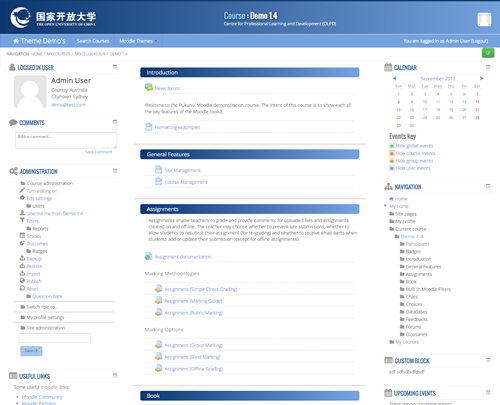 国家开放大学
THE OPEN UNIVERSITY OF CHINA
Course : Demo 1.4
Centre for Professional Learning and Development (OLPD)
Theme Demo's
Search Courses
Moodle Themes
You are logged in as Admin User (Logout)
NAVIGATION: HOME / MY COURSES / MISCELLANEOUS / DEMO 1.4
LOGGED IN USER
Admin User
Country: Australia
City/town: Sydney
demo@test.com
COMMENTS
Add a comment...
Save comment
ADMINISTRATION
Course administration
Turn editing on
Edit settings
Users
Unenrol me from Demo 1.4
Filters
Reports
Grades
Outcomes
Badges
Backup
Restore
Import
Publish
Reset
Question bank
Switch role to...
My profile settings
Site administration
Search
USEFUL LINKS
Some useful moodle links:
Moodle Community
Moodle Partners
Introduction
News forum
Welcome to the Pukunui Moodle demonstration course. The intent of this course is to show each of
the key features of the Moodle toolkit.
Formatting examples
General Features
Site Management
Course Management
Assignments
Assignments enable teachers to grade and provide comments for uploaded files and assignments
created on and off line. The teacher may choose whether to prevent late submissions, whether to
allow students to resubmit their assignment (for re-grading) and whether to receive email alerts when
students add or update their submission (except for offline assignments).
Assignment documentation
Marking Methodologies
Assignment (Simple Direct Grading)
Assignment (Marking Guide)
Assignment (Rubric Marking)
Marking Options
Assignment (Group Marking)
Assignment (Blind Marking)
Assignment (Offline Grading)
Book
CALENDAR
September 2013
Sun Mon Tue Wed Thu Fri Sat
1 2 3 4 5 6 7
8 9 10 11 12 13 14
15 16 17 18 19 20 21
22 23 24 25 26 27 28
29 30
Events key
Hide global events
Hide course events
Hide group events
Hide user events
NAVIGATION
Home
My home
Site pages
My profile
Current course
Demo 1.4
Participants
Badges
Introduction
General Features
Assignments
Book
Built in Moodle Filters
Chats
Choices
Databases
Feedbacks
Forums
Glossaries
My courses
CUSTOM BLOCK
UPCOMING EVENTS
There are no upcoming events